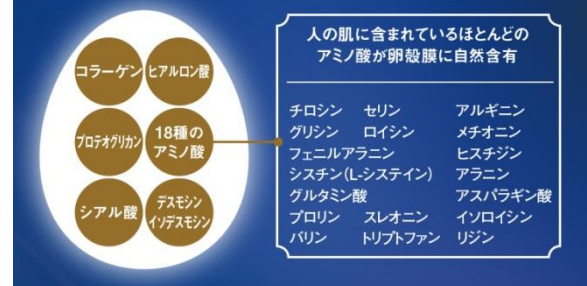 コラーゲン
ヒアルロン酸
プロテオグリカン
18種の
アミノ酸
シアル酸
デスモシン
イソデスモシン
人の肌に含まれているほとんどの
アミノ酸が卵殻膜に自然含有
チロシン セリン アルギニン
グリシン ロイシン メチオニン
フェニルアラニン ヒスチジン
シスチン(L-システイン) アラニン
グルタミン酸 アスパラギン酸
プロリン スレオニン イソロイシン
バリン トリプトファン リジン